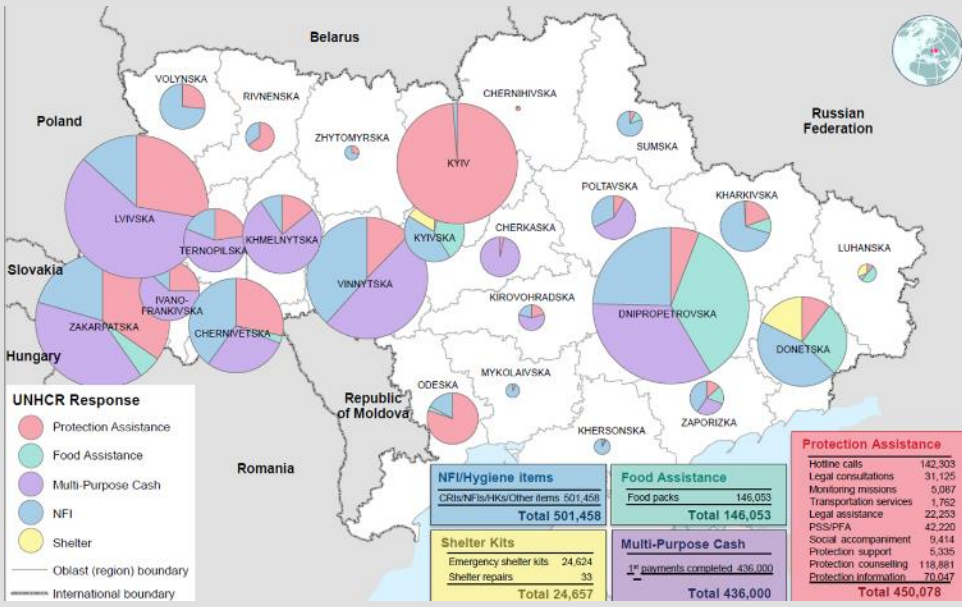 Belarus
VOLYNSKA
RIVNENSKA
CHERNIHIVSKA
Poland
Russian
Federation
ZHYTOMYRSKA
SUMSKA
KYIV
POLTAVSKA
KHARKIVSKA
LVIVSKA
TERNOPILSKA
KHMELNYTSKA
KYIVSKA
CHERKASKA
LUHANSKA
Slovakia
VINNYTSKA
IVANO-
FRANKIVSKA
KIROVOHRADSKA
DNIPROPETROVSKA
ZAKARPATSKA
CHERNIVETSKA
DONETSKA
Hungary
MYKOLAIVSKA
Republic
of Moldova
ODESKA
ZAPORIZKA
KHERSONSKA
Romania
UNHCR Response
Protection Assistance
Food Assistance
Multi-Purpose Cash
NFI
Shelter
Oblast (region) boundary
International boundary
NFI/Hygiene items
CRIs/NFIs/HKs/Other items 501,458
Total 501,458
Food Assistance
Food packs 146,053
Total 146,053
Shelter Kits
Emergency shelter kits 24,624
Shelter repairs 33
Total 24,657
Multi-Purpose Cash
1st payments completed 436,000
Total 436,000
Protection Assistance
Hotline calls 142,303
Legal consultations 31,125
Monitoring missions 5,087
Transportation services 1,762
Legal assistance 22,253
PSS/PFA 42,220
Social accompaniment 9,414
Protection support 5,335
Protection counselling 118,881
Protection information 70,047
Total 450,078